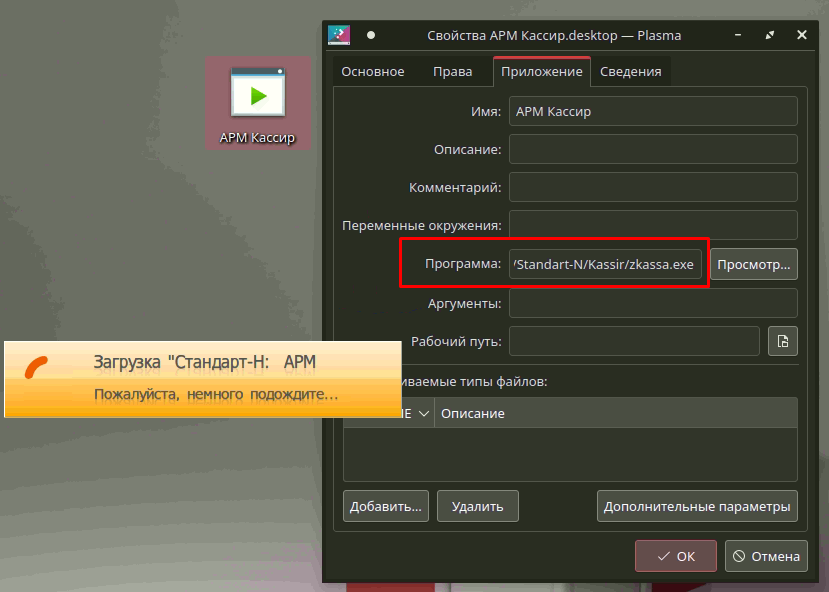 Свойства АРМ Кассир.desktop — Plasma
Основное Права Приложение Сведения
АРМ Кассир
Имя: АРМ Кассир
Описание:
Комментарий:
Переменные окружения:
Программа: /Standart-N/Kassir/zkassa.exe Просмотр...
Аргументы:
Рабочий путь:
Загрузка "Стандарт-Н: АРМ
Пожалуйста, немного подождите...
типы файлов:
Описание
Добавить... Удалить Дополнительные параметры
ОК Отмена